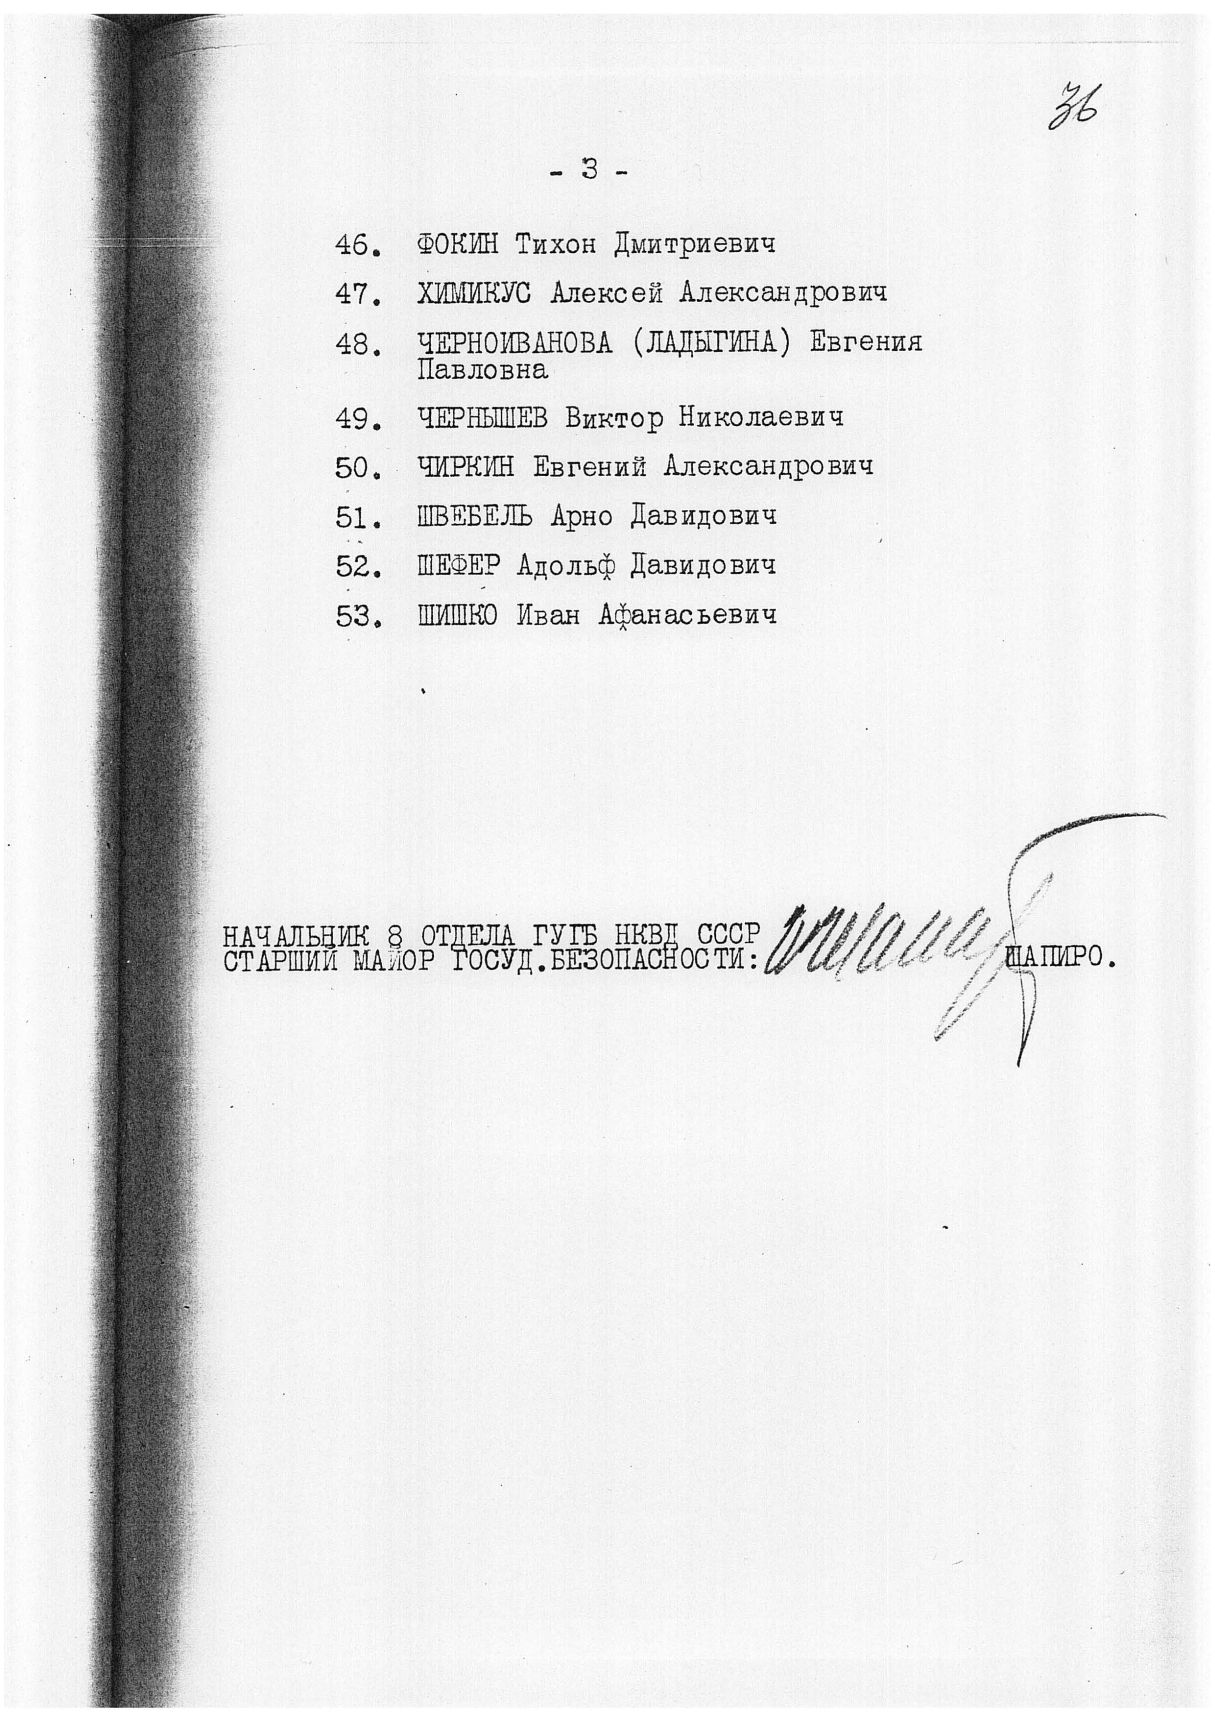 36
- 3 -
46. ФОКИН Тихон Дмитриевич
47. ХИМИКУС Алексей Александрович
48. ЧЕРНОИВАНОВА (ЛАДЫГИНА) Евгения
Павловна
49. ЧЕРНЫШЕВ Виктор Николаевич
50. ЧИРКИН Евгений Александрович
51. ШВЕБЕЛЬ Арно Давидович
52. ШЕФЕР Адольф Давидович
53. ШИШКО Иван Афанасьевич
НАЧАЛЬНИК 8 ОТДЕЛА ГУГБ НКВД СССР
СТАРШИЙ МАЙОР ГОСУД.БЕЗОПАСНОСТИ: ШАПИРО.